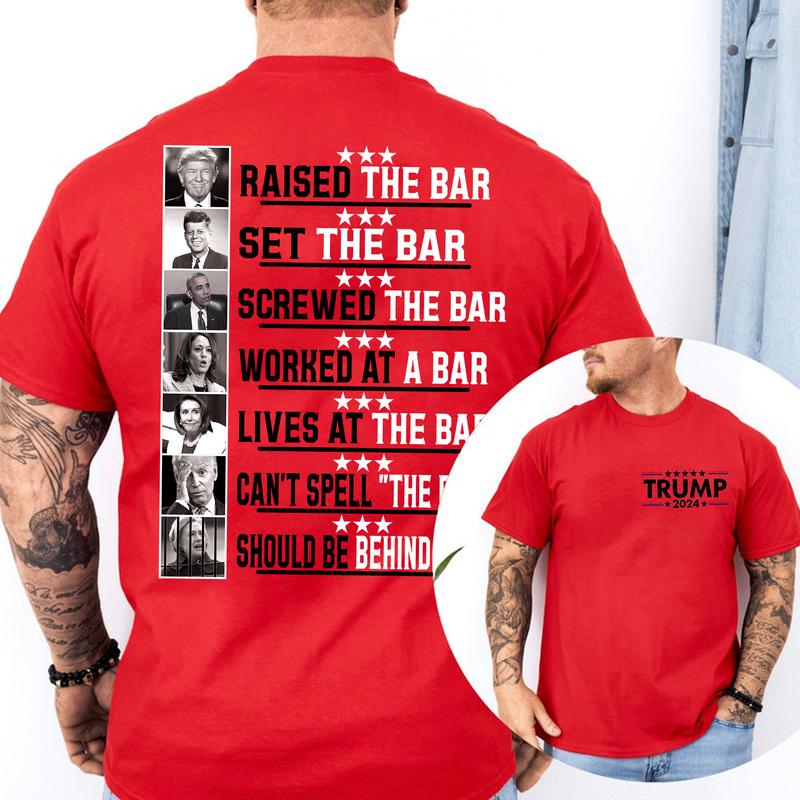 RAISED THE BAR
SET THE BAR
SCREWED THE BAR
WORKED AT A BAR
LIVES AT THE BA
CAN'T SPELL "THE
SHOULD BE BEHIND
TRUMP
2024